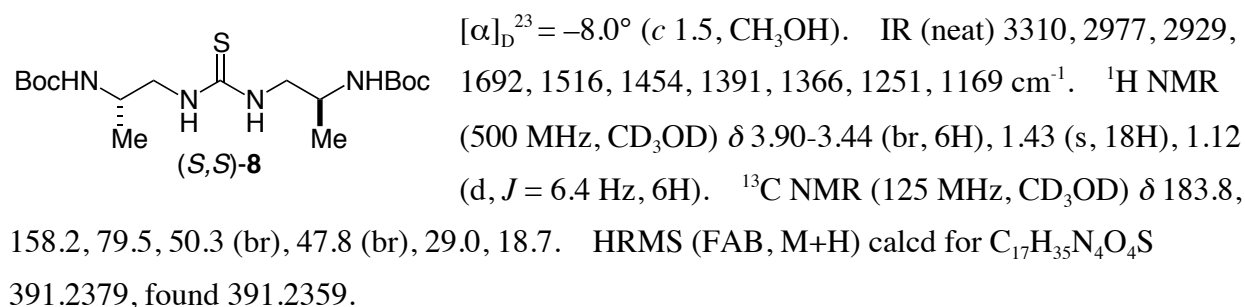 S
BocHN
NHBoc
N
H
N
H
Me
Me
(S,S)-8
[α]D23 = –8.0° (c 1.5, CH3OH). IR (neat) 3310, 2977, 2929,
1692, 1516, 1454, 1391, 1366, 1251, 1169 cm-1. 1H NMR
(500 MHz, CD3OD) δ 3.90-3.44 (br, 6H), 1.43 (s, 18H), 1.12
(d, J = 6.4 Hz, 6H). 13C NMR (125 MHz, CD3OD) δ 183.8,
158.2, 79.5, 50.3 (br), 47.8 (br), 29.0, 18.7. HRMS (FAB, M+H) calcd for C17H35N4O4S
391.2379, found 391.2359.